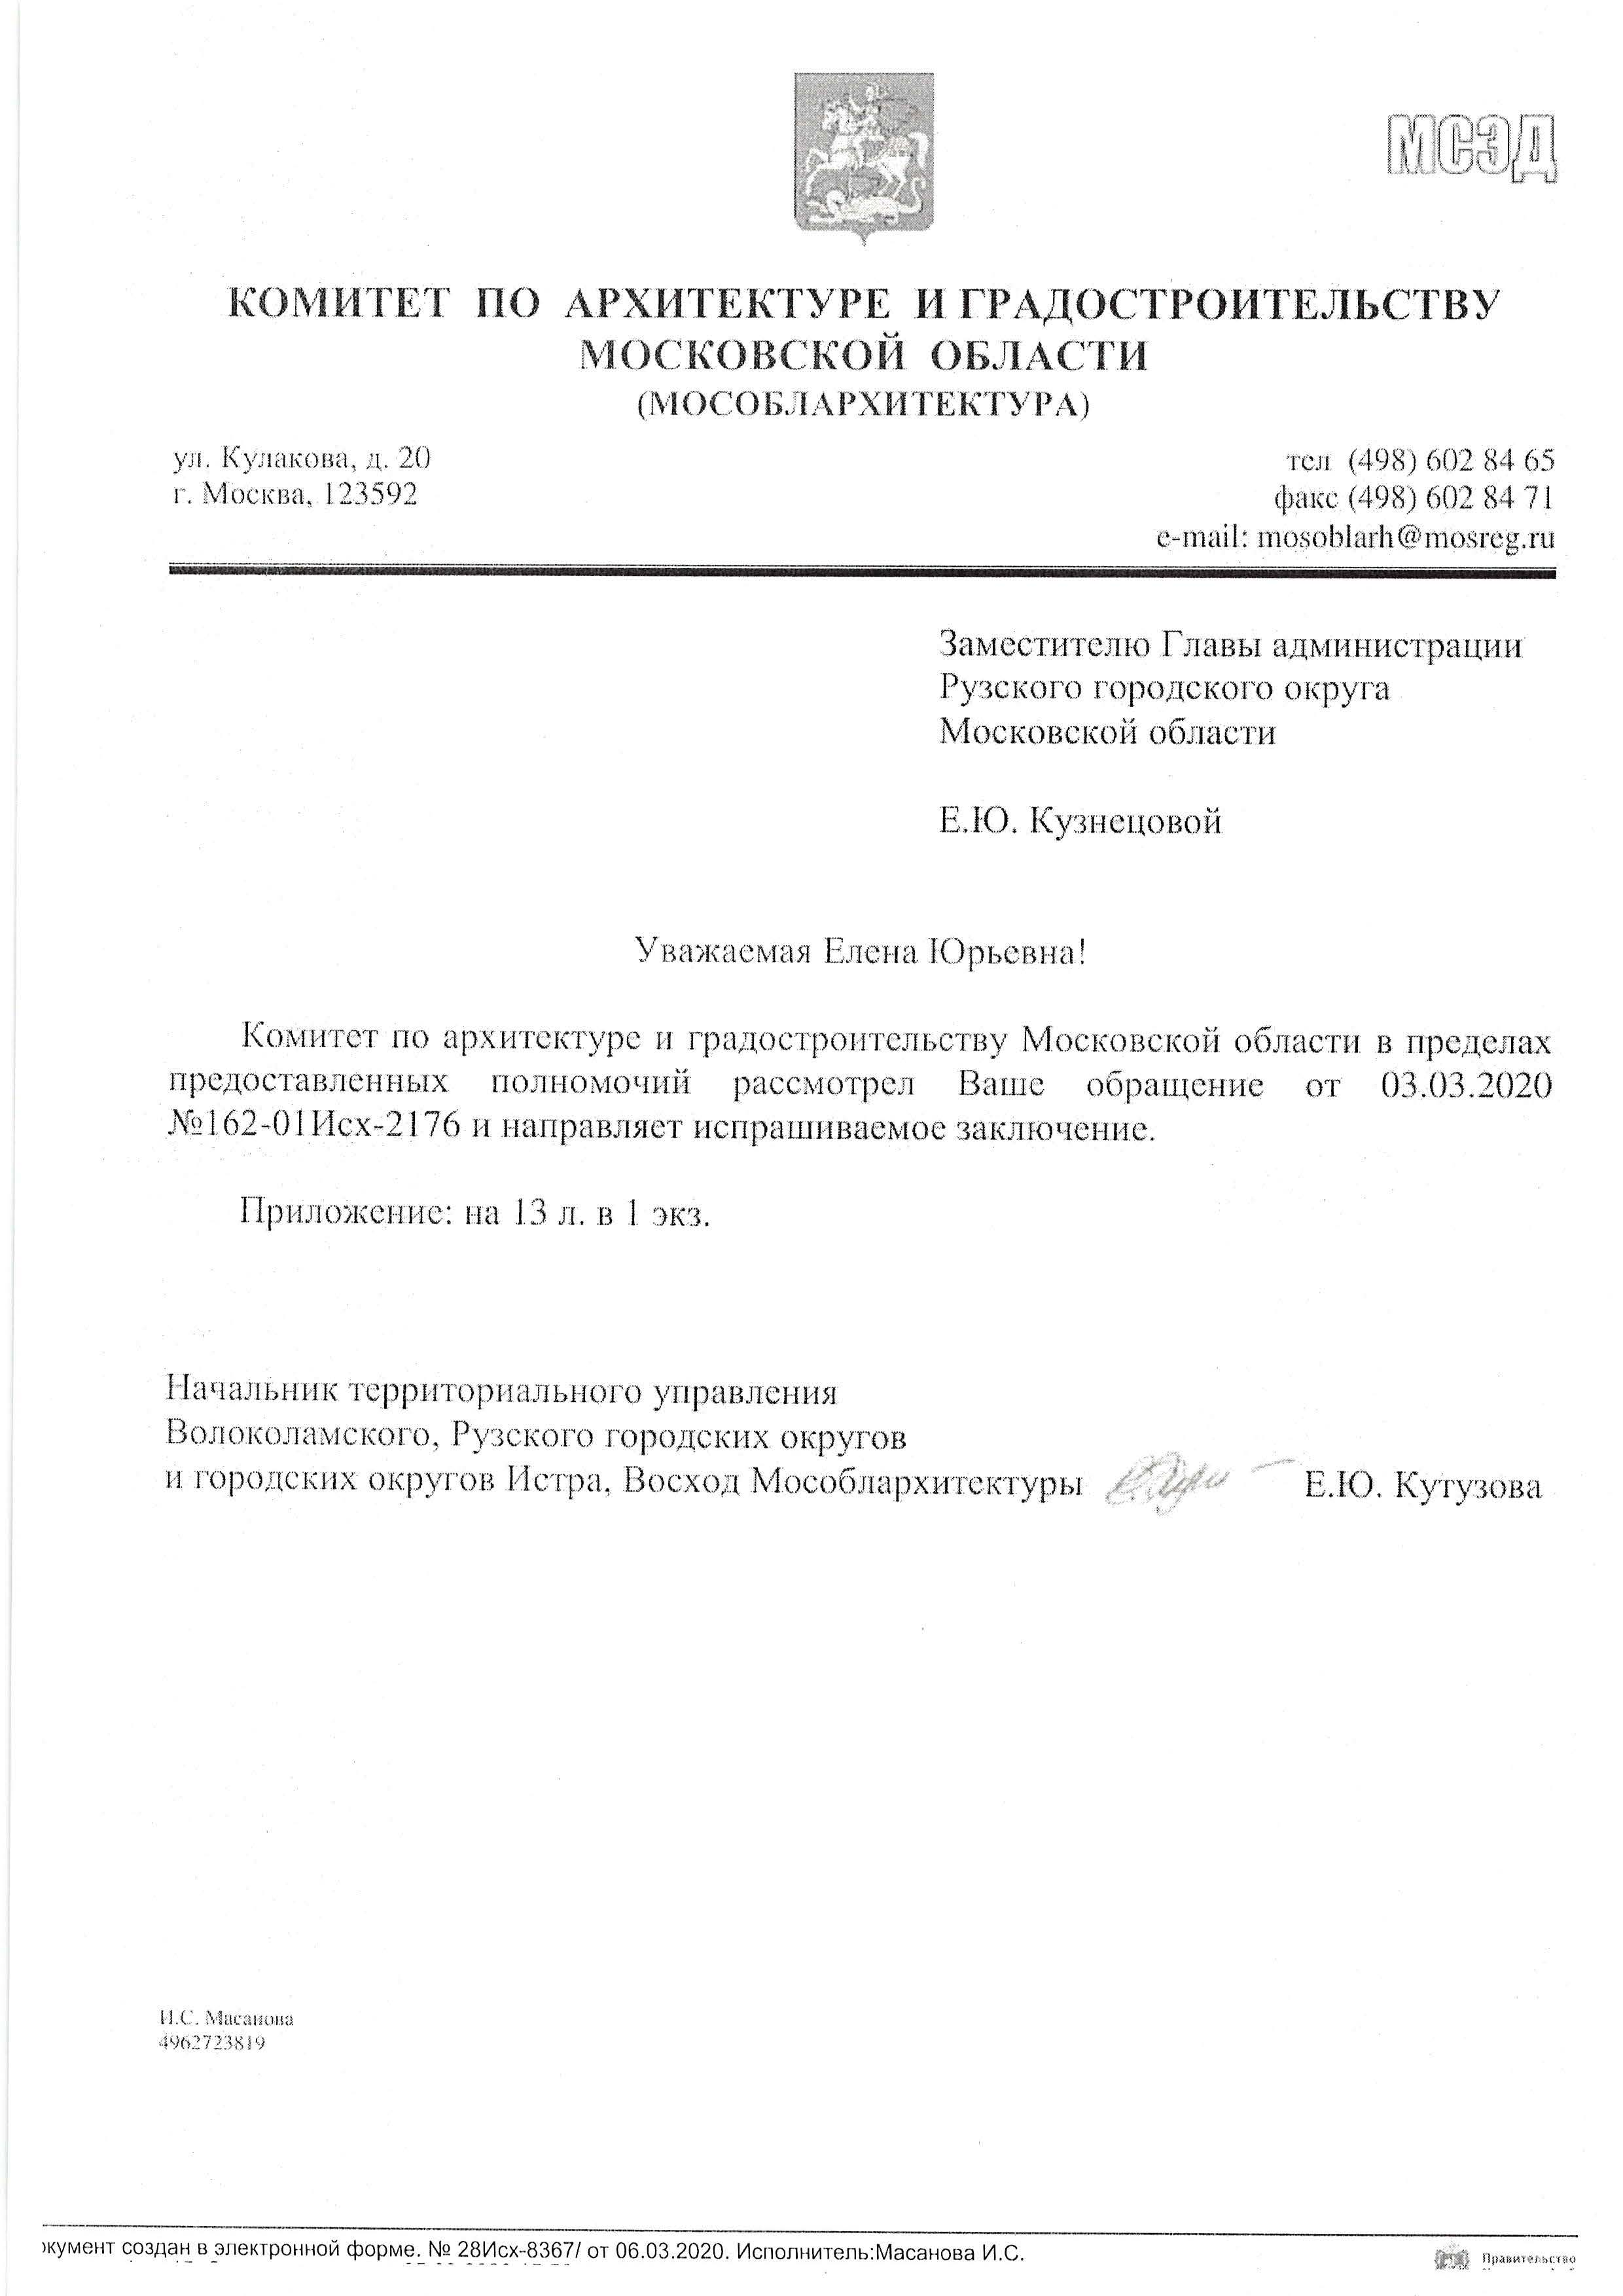 МСЭД
КОМИТЕТ ПО АРХИТЕКТУРЕ И ГРАДОСТРОИТЕЛЬСТВУ
МОСКОВСКОЙ ОБЛАСТИ
(МОСОБЛАРХИТЕКТУРА)
ул. Кулакова, д. 20
г. Москва, 123592
тел (498) 602 84 65
факс (498) 602 84 71
e-mail: mosoblarh@mosreg.ru
Заместителю Главы администрации
Рузского городского округа
Московской области
Е.Ю. Кузнецовой
Уважаемая Елена Юрьевна!
Комитет по архитектуре и градостроительству Московской области в пределах
предоставленных полномочий рассмотрел Ваше обращение от 03.03.2020
№162-01Исх-2176 и направляет испрашиваемое заключение.
Приложение: на 13 л. в 1 экз.
Начальник территориального управления
Волоколамского, Рузского городских округов
и городских округов Истра, Восход Мособлархитектуры Е.Ю. Кутузова
И.С. Масанова
4962723819
окумент создан в электронной форме. № 28Исх-8367/ от 06.03.2020. Исполнитель:Масанова И.С.
Правительство